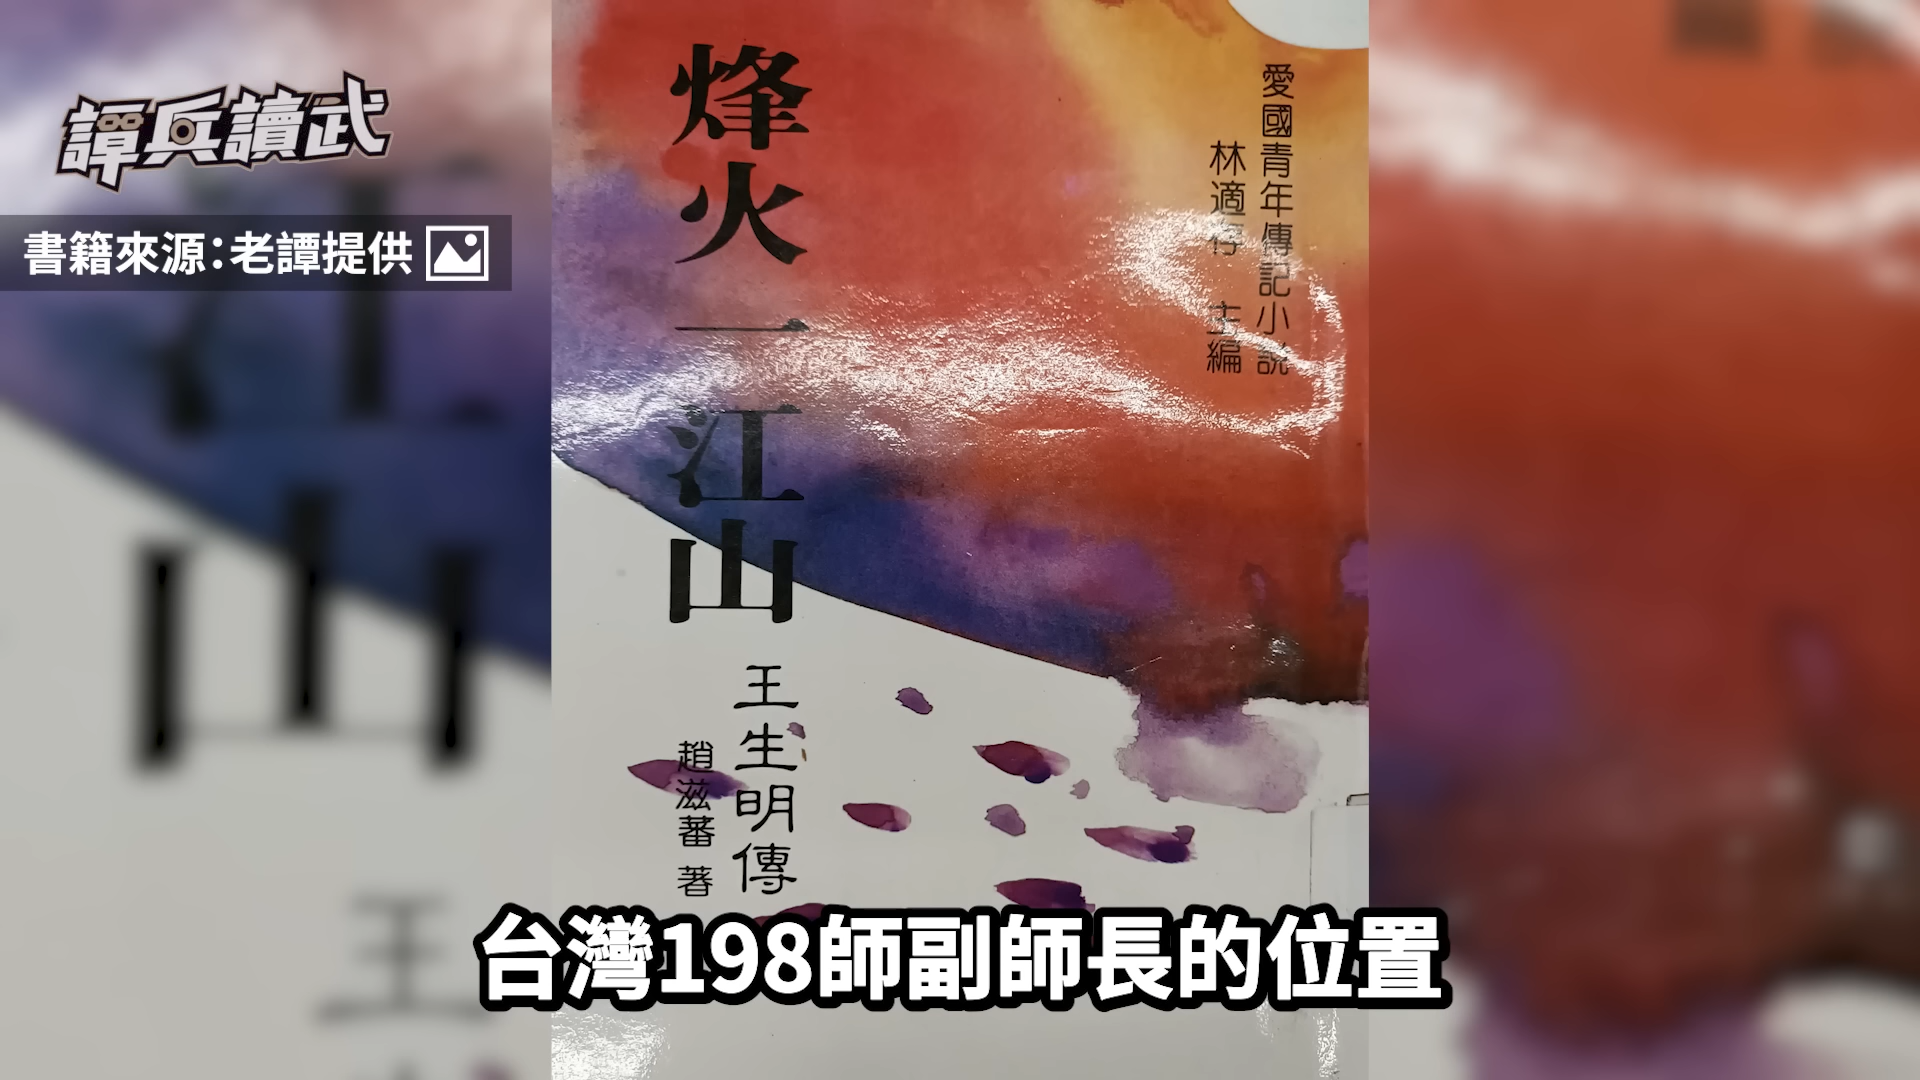 譚兵讀武
書籍來源：老譚提供
愛國青年傳記小說
林適存 主編
烽火一江山
王生明傳
趙滋蕃 著
台灣198師副師長的位置